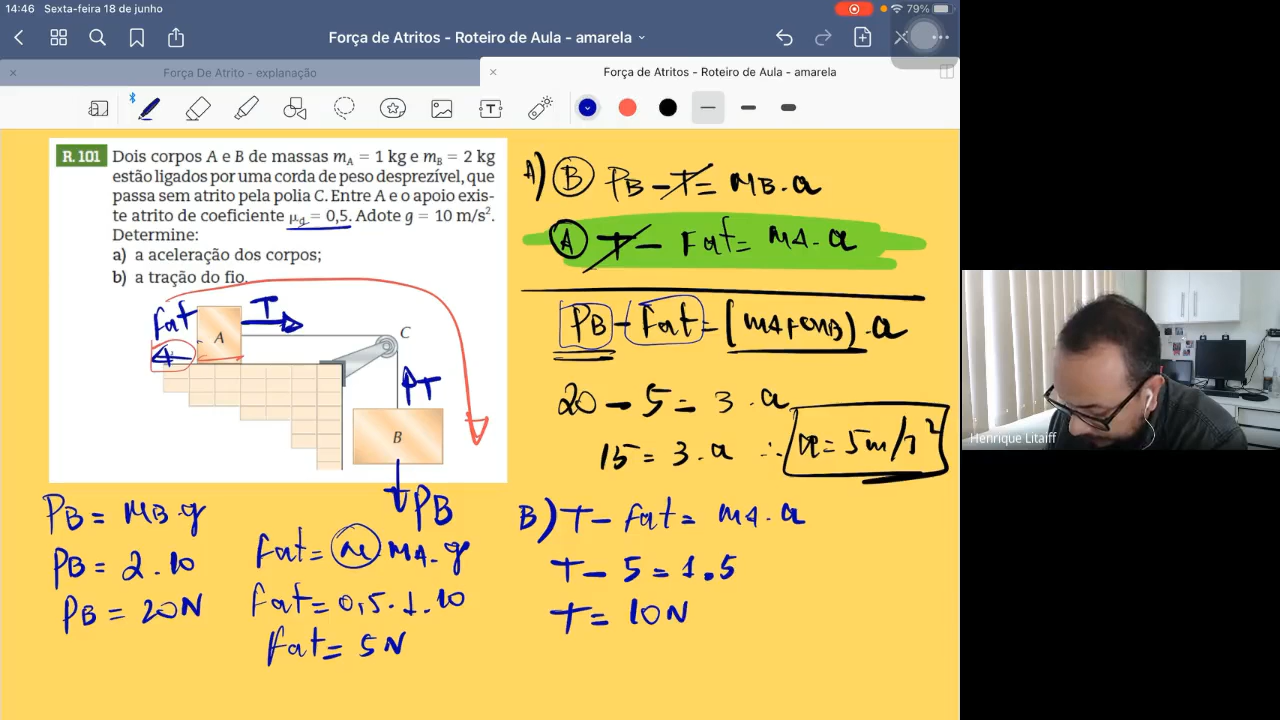 14:46 Sexta-feira 18 de junho
79%
Força de Atritos - Roteiro de Aula - amarela
Força De Atrito - explanação
Força de Atritos - Roteiro de Aula - amarela
R. 101 Dois corpos A e B de massas mA = 1 kg e mB = 2 kg
estão ligados por uma corda de peso desprezível, que
passa sem atrito pela polia C. Entre A e o apoio exis-
te atrito de coeficiente μd = 0,5. Adote g = 10 m/s².
Determine:
a) a aceleração dos corpos;
b) a tração do fio.
Fat
T
A
C
T
B
PB
A) B PB - T = MB . a
A T - Fat = MA . a
PB - Fat = (MA + MB) . a
20 - 5 = 3 . a
15 = 3 . a ∴ a = 5 m/s²
PB = MB . g
PB = 2 . 10
PB = 20N
Fat = μ MA . g
Fat = 0,5 . 1 . 10
Fat = 5N
B) T - Fat = MA . a
T - 5 = 1 . 5
T = 10N
Henrique Litaiff